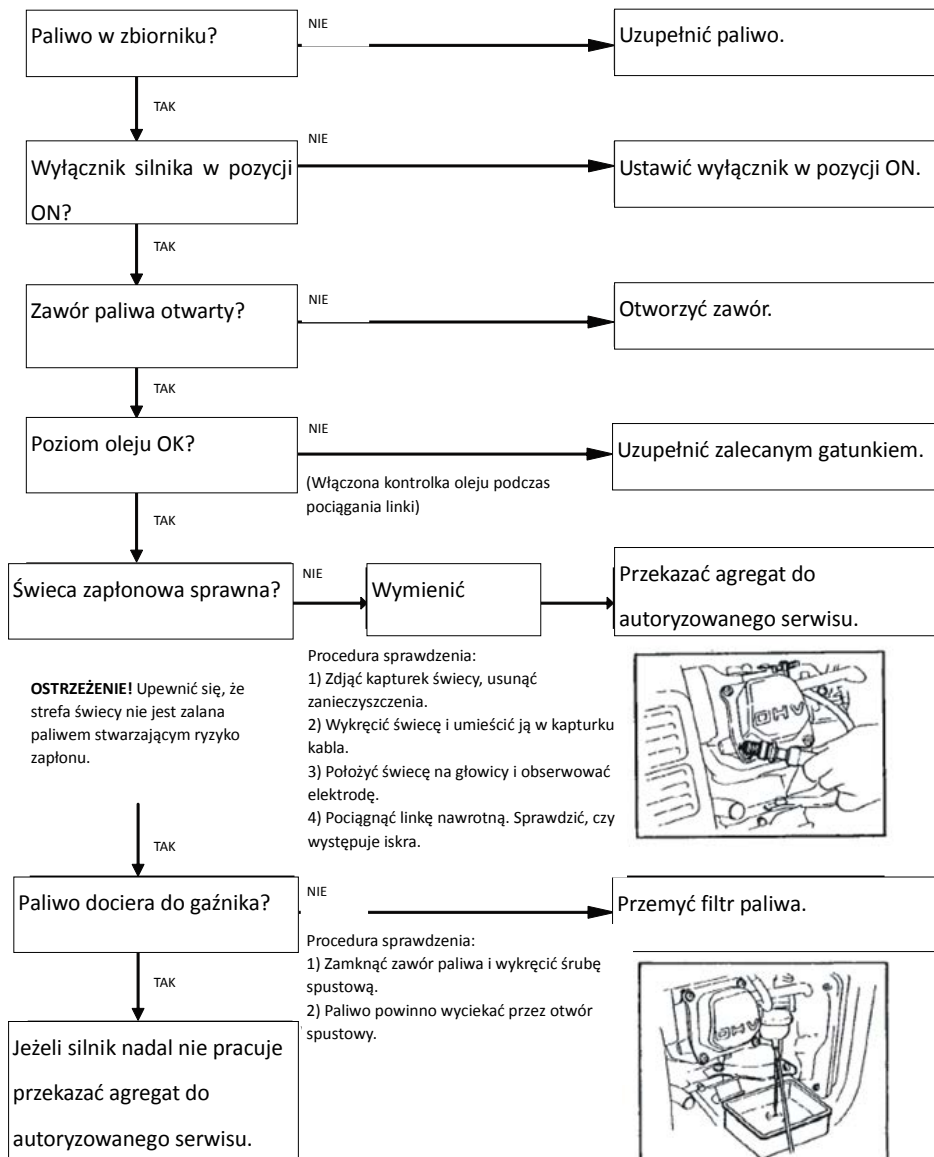 Paliwo w zbiorniku?
NIE
Uzupełnić paliwo.
TAK
Wyłącznik silnika w pozycji
ON?
NIE
Ustawić wyłącznik w pozycji ON.
TAK
Zawór paliwa otwarty?
NIE
Otworzyć zawór.
TAK
Poziom oleju OK?
NIE
(Włączona kontrolka oleju podczas
pociągania linki)
Uzupełnić zalecanym gatunkiem.
TAK
Świeca zapłonowa sprawna?
NIE
Wymienić
Przekazać agregat do
autoryzowanego serwisu.
OSTRZEŻENIE! Upewnić się, że
strefa świecy nie jest zalana
paliwem stwarzającym ryzyko
zapłonu.
Procedura sprawdzenia:
1) Zdjąć kapturek świecy, usunąć
zanieczyszczenia.
2) Wykręcić świecę i umieścić ją w kapturku
kabla.
3) Położyć świecę na głowicy i obserwować
elektrodę.
4) Pociągnąć linkę nawrotną. Sprawdzić, czy
występuje iskra.
OHV
TAK
Paliwo dociera do gaźnika?
NIE
Przemyć filtr paliwa.
Procedura sprawdzenia:
1) Zamknąć zawór paliwa i wykręcić śrubę
spustową.
2) Paliwo powinno wyciekać przez otwór
spustowy.
OHV
TAK
Jeżeli silnik nadal nie pracuje
przekazać agregat do
autoryzowanego serwisu.